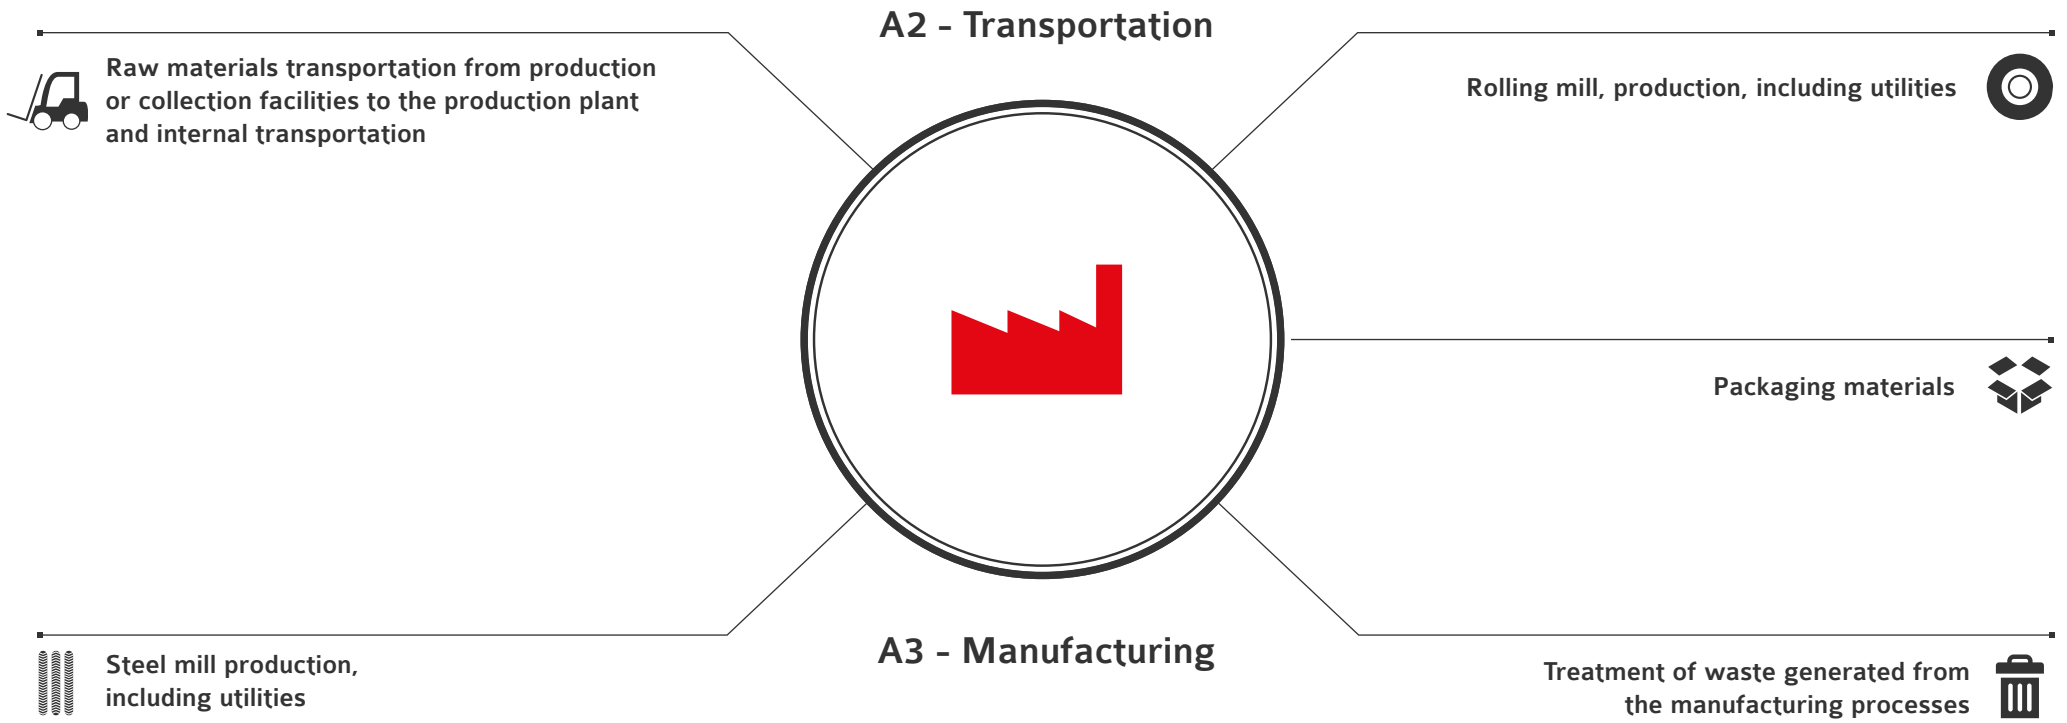 A2 - Transportation
Raw materials transportation from production
or collection facilities to the production plant
and internal transportation
Rolling mill, production, including utilities
Packaging materials
A3 - Manufacturing
Steel mill production,
including utilities
Treatment of waste generated from
the manufacturing processes